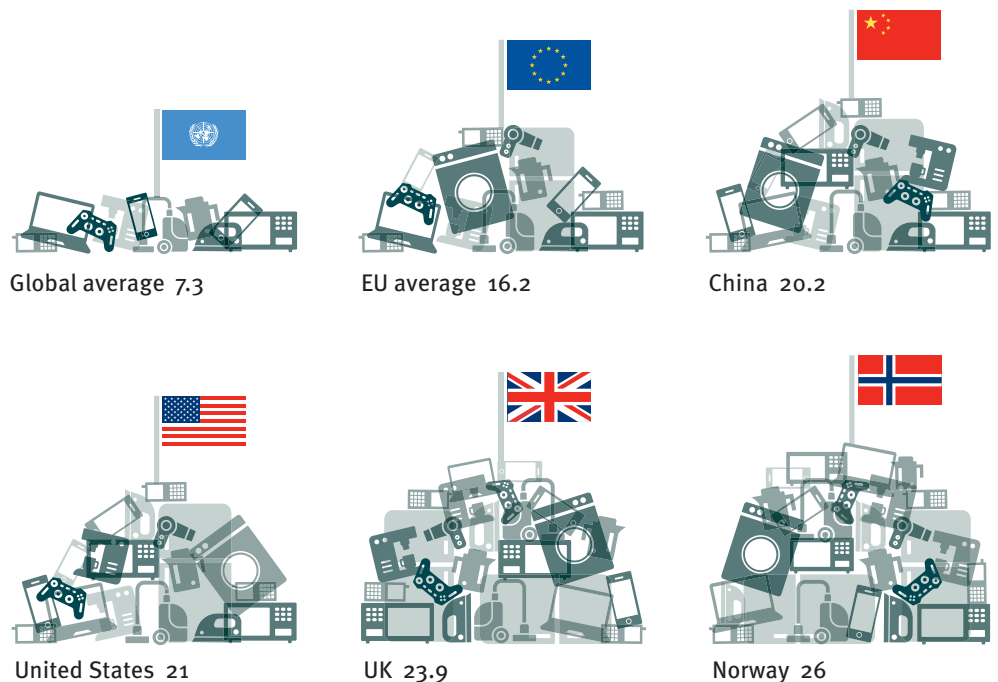 Global average 7.3
EU average 16.2
China 20.2
United States 21
UK 23.9
Norway 26